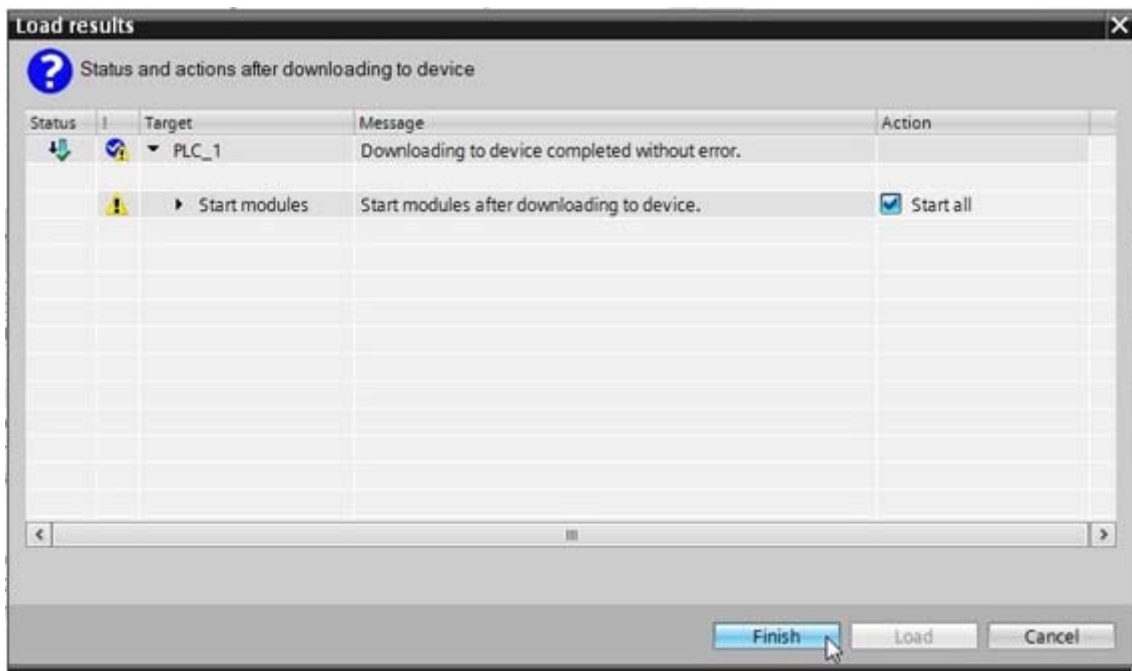 Load results
Status and actions after downloading to device
Status ! Target Message Action
PLC_1 Downloading to device completed without error.
Start modules Start modules after downloading to device. Start all
Finish Load Cancel